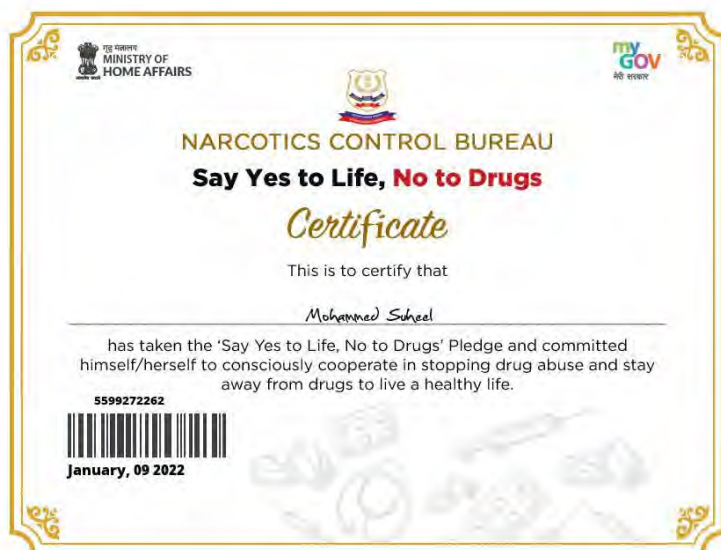 गृह मंत्रालय
MINISTRY OF
HOME AFFAIRS
my
GOV
मेरी सरकार
NARCOTICS CONTROL BUREAU
Say Yes to Life, No to Drugs
Certificate
This is to certify that
Mohammed Suheel
has taken the ‘Say Yes to Life, No to Drugs’ Pledge and committed
himself/herself to consciously cooperate in stopping drug abuse and stay
away from drugs to live a healthy life.
5599272262
January, 09 2022